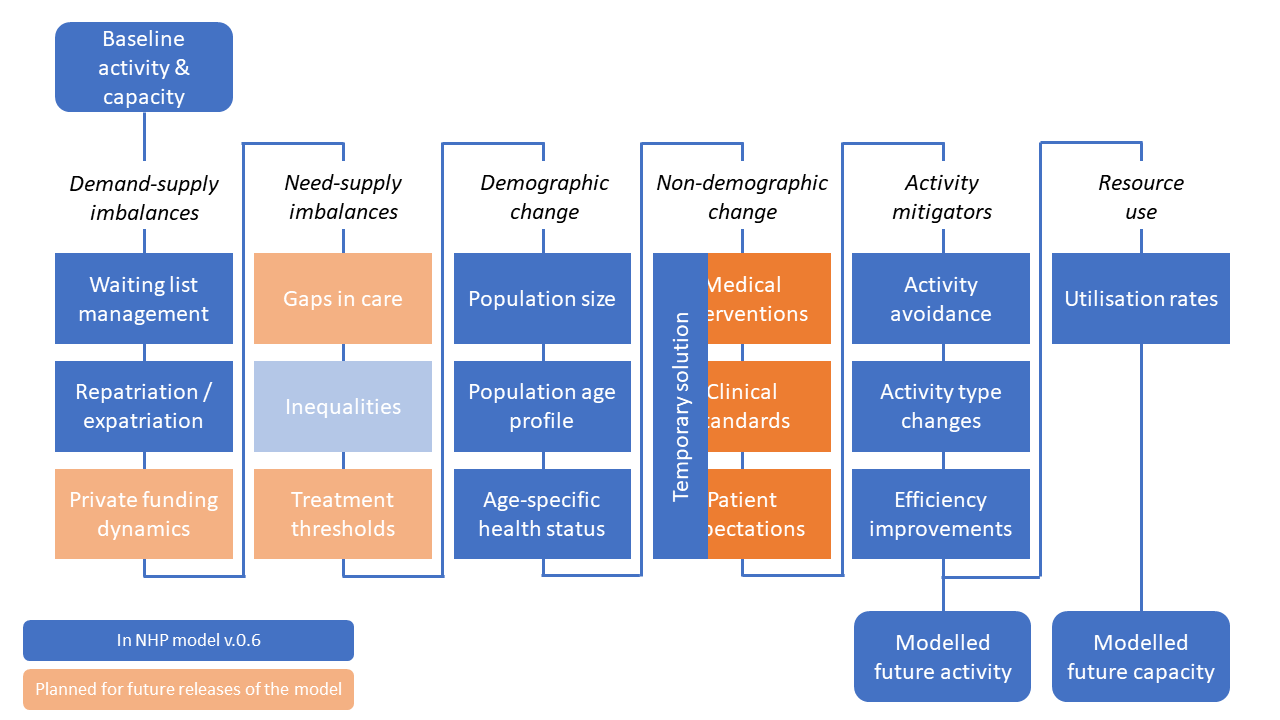 Baseline
activity &
capacity
Demand-supply
imbalances
Waiting list
management
Repatriation /
expatriation
Private funding
dynamics
Need-supply
imbalances
Gaps in care
Inequalities
Treatment
thresholds
Demographic
change
Population size
Population age
profile
Age-specific
health status
Non-demographic
change
Temporary solution
Medical
erventions
Clinical
tandards
Patient
pectations
Activity
mitigators
Activity
avoidance
Activity type
changes
Efficiency
improvements
Resource
use
Utilisation rates
Modelled
future activity
Modelled
future capacity
In NHP model v.0.6
Planned for future releases of the model